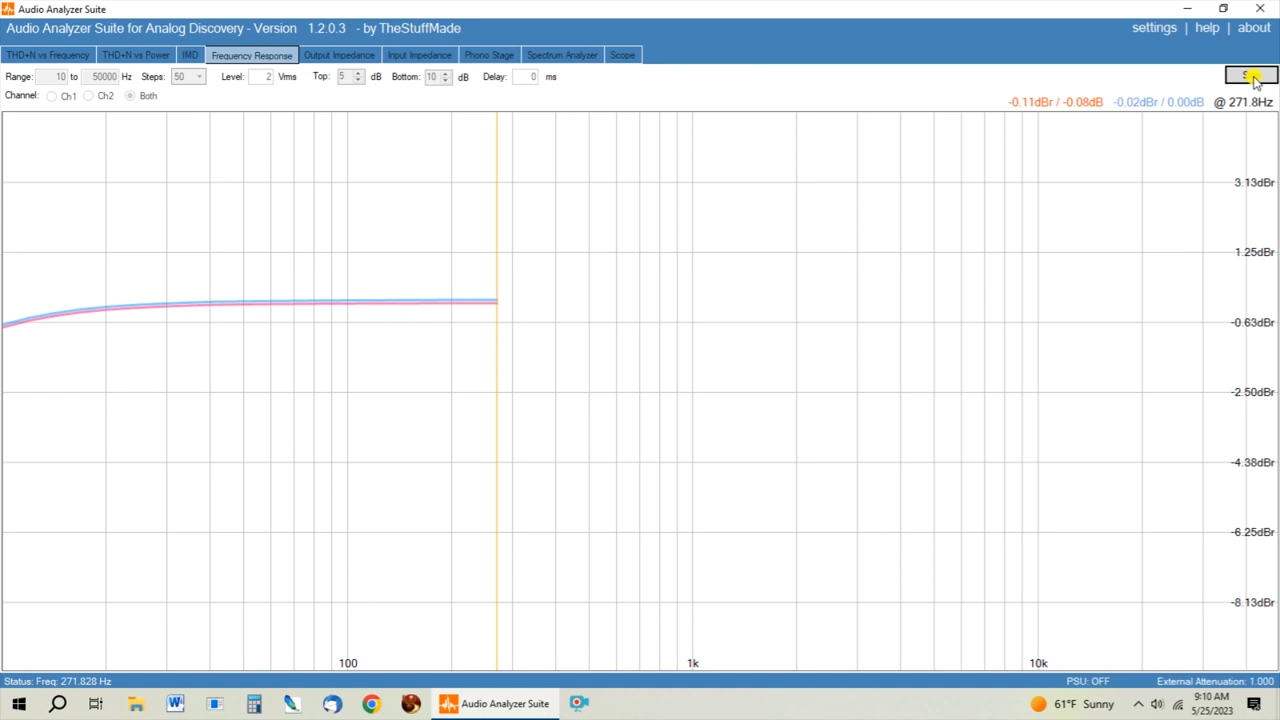 Audio Analyzer Suite
Audio Analyzer Suite for Analog Discovery - Version 1.2.0.3 - by TheStuffMade
settings | help | about
THD+N vs Frequency THD+N vs Power IMD Frequency Response Output Impedance Input Impedance Phono Stage Spectrum Analyzer Scope
Range: 10 to 50000 Hz Steps: 50 Level: 2 Vrms Top: 5 dB Bottom: 10 dB Delay: 0 ms
Channel: Ch1 Ch2 Both
-0.11dBr / -0.08dB -0.02dBr / 0.00dB @ 271.8Hz
3.13dBr
1.25dBr
-0.63dBr
-2.50dBr
-4.38dBr
-6.25dBr
-8.13dBr
100 1k 10k
Status: Freq: 271.828 Hz PSU: OFF External Attenuation: 1.000
Audio Analyzer Suite 61°F Sunny 9:10 AM
5/25/2023